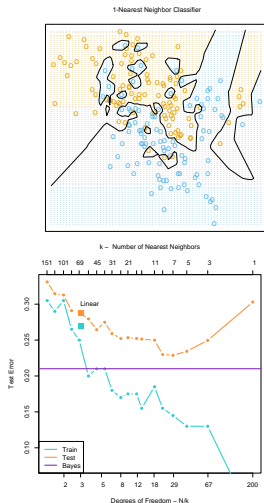 1-Nearest Neighbor Classifier
k − Number of Nearest Neighbors
151 101 69 45 31 21 11 7 5 3 1
Linear
0.30
0.25
0.20
0.15
0.10
Test Error
Train
Test
Bayes
2 3 5 8 12 18 29 67 200
Degrees of Freedom − N/k